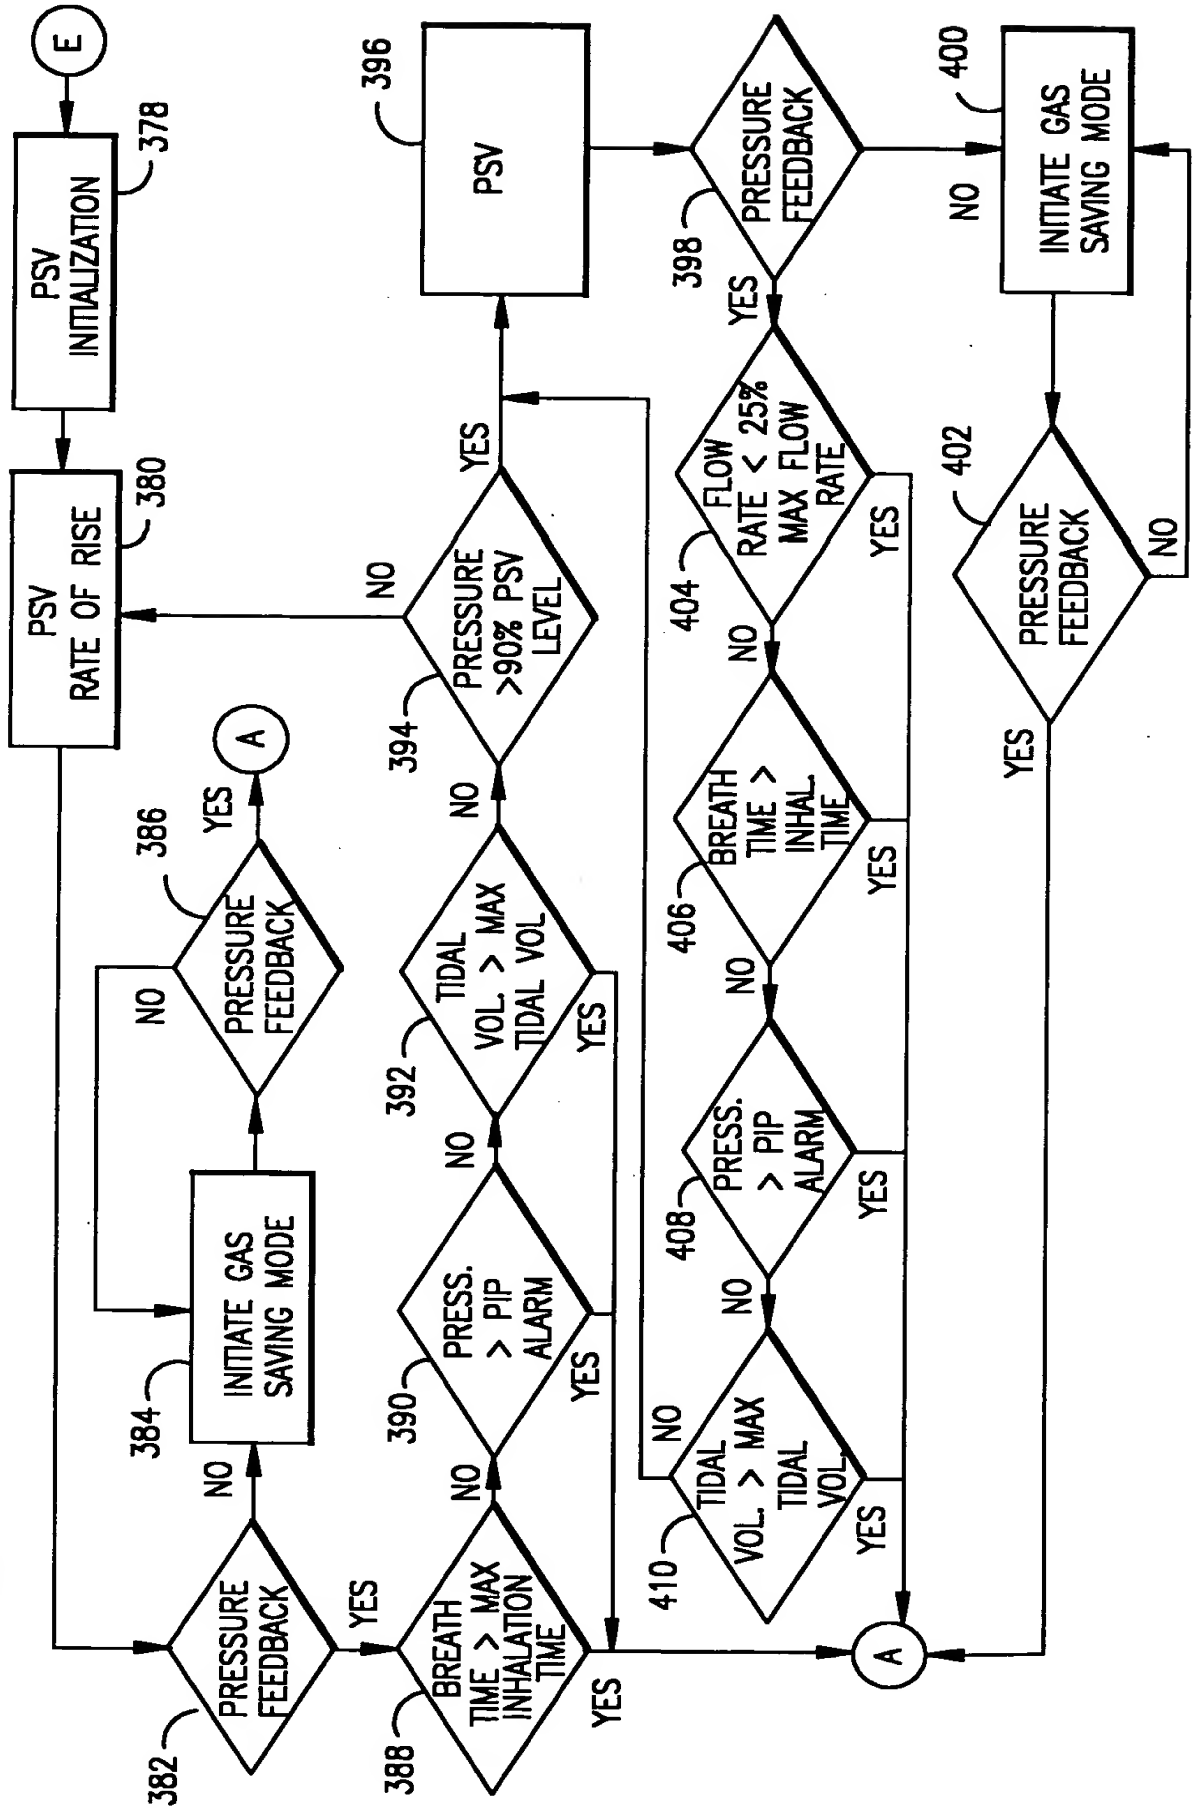 E
PSV
INITIALIZATION
378
PSV
RATE OF RISE
380
PRESSURE
FEEDBACK
382
NO
YES
INITIATE GAS
SAVING MODE
384
PRESSURE
FEEDBACK
386
NO
YES
A
BREATH
TIME > MAX
INHALATION
TIME
388
NO
YES
PRESS.
> PIP
ALARM
390
NO
YES
TIDAL
VOL. > MAX
TIDAL VOL
392
NO
YES
PRESSURE
>90% PSV
LEVEL
394
NO
YES
PSV
396
PRESSURE
FEEDBACK
398
YES
NO
INITIATE GAS
SAVING MODE
400
PRESSURE
FEEDBACK
402
NO
YES
FLOW
RATE < 25%
MAX FLOW
RATE
404
NO
YES
BREATH
TIME >
INHAL.
TIME
406
NO
YES
PRESS.
> PIP
ALARM
408
NO
YES
TIDAL
VOL. > MAX
TIDAL
VOL.
410
NO
YES
A